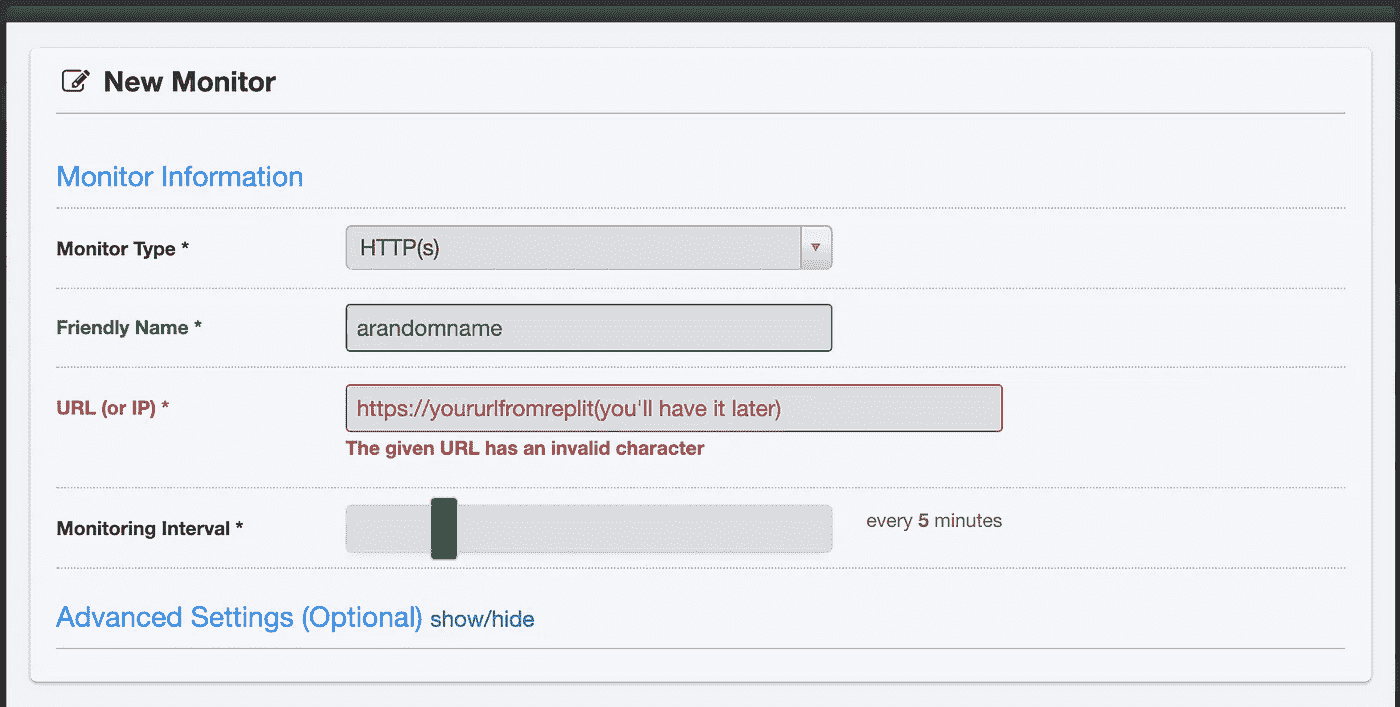 New Monitor
Monitor Information
Monitor Type *
HTTP(s)
Friendly Name *
arandomname
URL (or IP) *
https://yoururlfromreplit(you'll have it later)
The given URL has an invalid character
Monitoring Interval *
every 5 minutes
Advanced Settings (Optional) show/hide